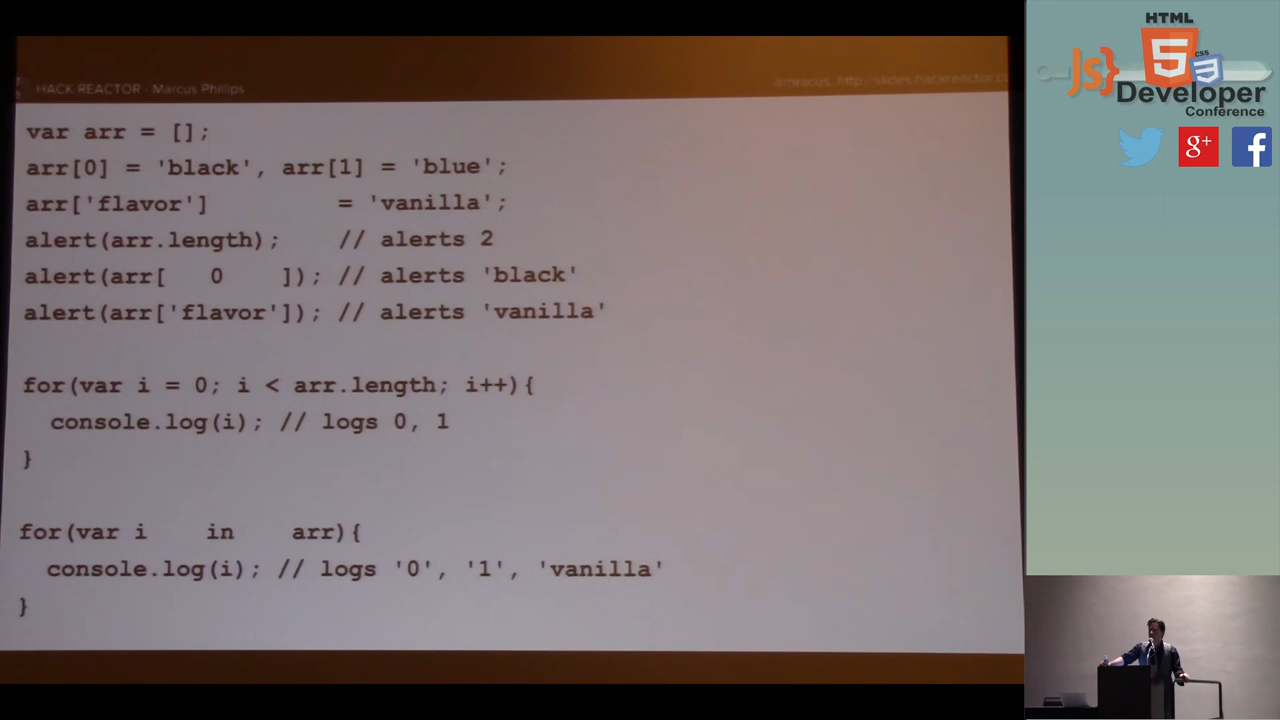 HACK REACTOR - Marcus Phillips
var arr = [];
arr[0] = 'black', arr[1] = 'blue';
arr['flavor']         = 'vanilla';
alert(arr.length);    // alerts 2
alert(arr[   0    ]); // alerts 'black'
alert(arr['flavor']); // alerts 'vanilla'
for(var i = 0; i < arr.length; i++){
  console.log(i); // logs 0, 1
}
for(var i    in    arr){
  console.log(i); // logs '0', '1', 'vanilla'
}
HTML
5
css
3
JS}
Developer
Conference
g+
f